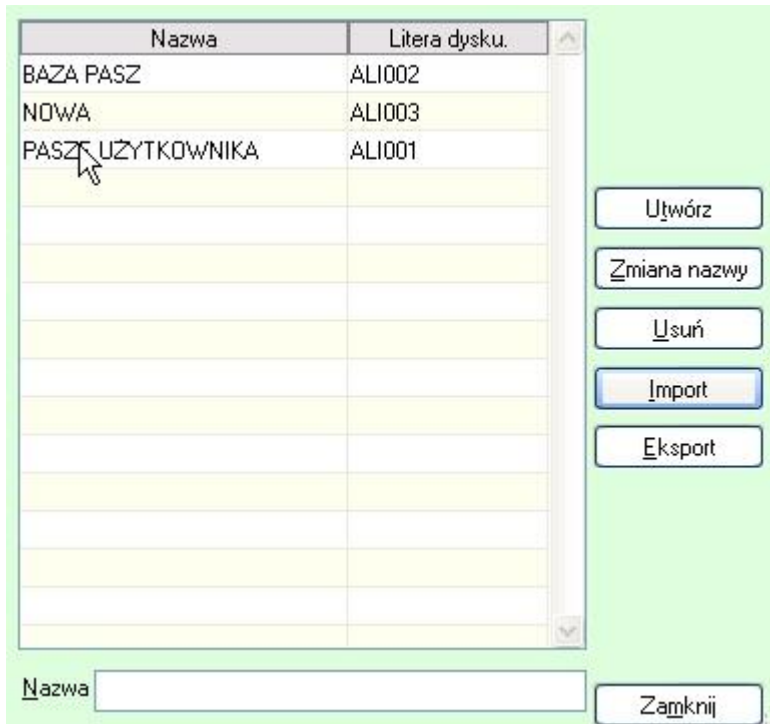 Nazwa Litera dysku.
BAZA PASZ ALI002
NOWA ALI003
PASZE UŻYTKOWNIKA ALI001
Utwórz
Zmiana nazwy
Usuń
Import
Eksport
Nazwa
Zamknij